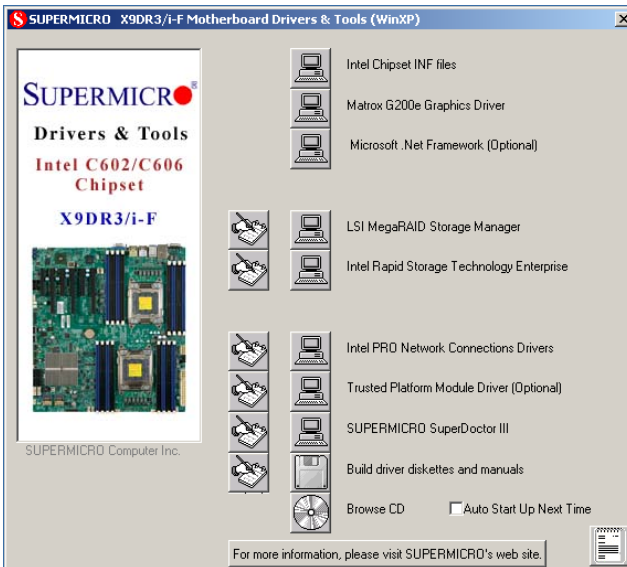 SUPERMICRO X9DR3/i-F Motherboard Drivers & Tools (WinXP)
SUPERMICRO
Drivers & Tools
Intel C602/C606
Chipset
X9DR3/i-F
SUPERMICRO Computer Inc.
Intel Chipset INF files
Matrox G200e Graphics Driver
Microsoft .Net Framework (Optional)
LSI MegaRAID Storage Manager
Intel Rapid Storage Technology Enterprise
Intel PRO Network Connections Drivers
Trusted Platform Module Driver (Optional)
SUPERMICRO SuperDoctor III
Build driver diskettes and manuals
Browse CD
Auto Start Up Next Time
For more information, please visit SUPERMICRO's web site.